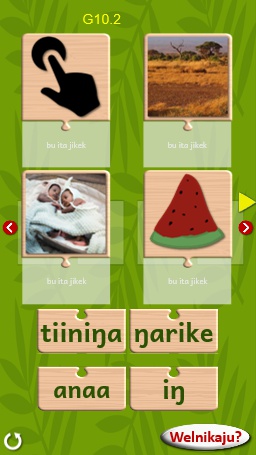 G10.2
bu ita jikek
bu ita jikek
bu ita jikek
bu ita jikek
tiiniŋa
ŋarike
anaa
iŋ
Welnikaju?